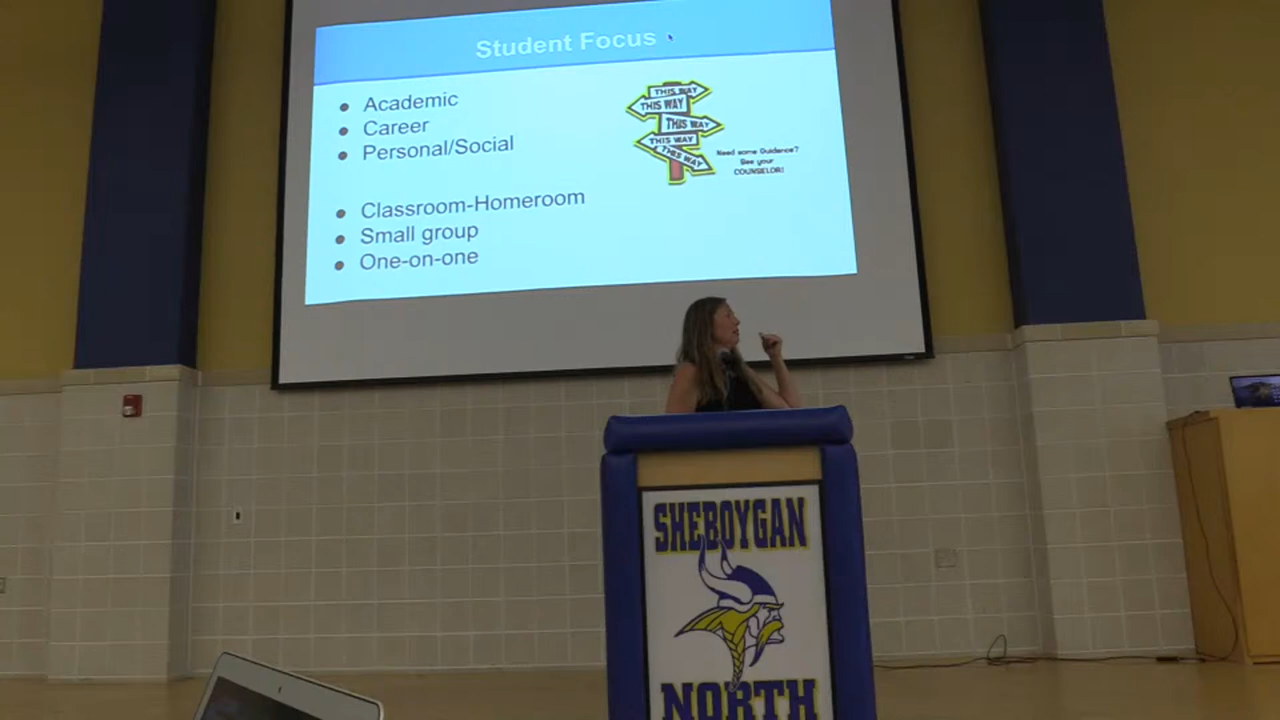 Student Focus
Academic
Career
Personal/Social
Classroom-Homeroom
Small group
One-on-one
THIS WAY
THIS WAY
THIS WAY
THIS WAY
THIS WAY
Need some Guidance?
See your
COUNSELOR!
SHEBOYGAN
NORTH